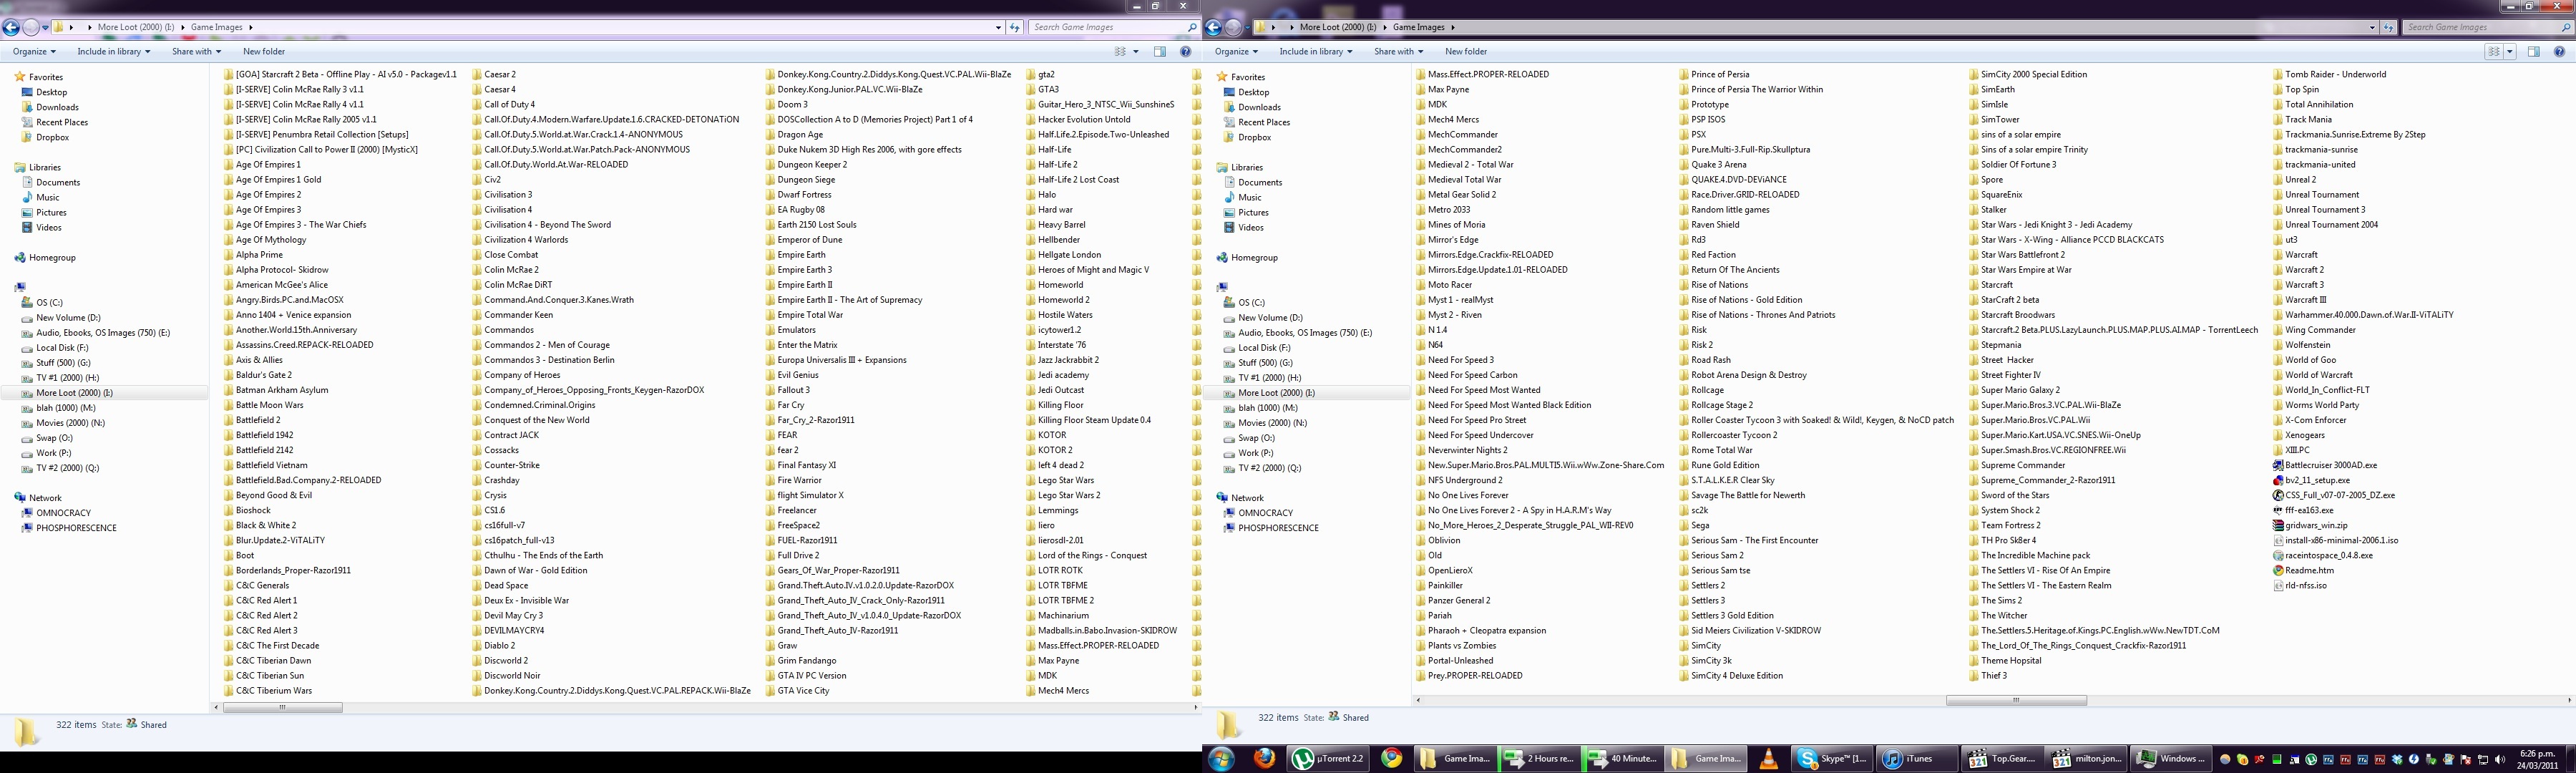 More Loot (2000) (I:) Game Images
Search Game Images
Organize Include in library Share with New folder
Favorites
Desktop
Downloads
Recent Places
Dropbox
Libraries
Documents
Music
Pictures
Videos
Homegroup
OS (C:)
New Volume (D:)
Audio, Ebooks, OS Images (750) (E:)
Local Disk (F:)
Stuff (500) (G:)
TV #1 (2000) (H:)
More Loot (2000) (I:)
blah (1000) (M:)
Movies (2000) (N:)
Swap (O:)
Work (P:)
TV #2 (2000) (Q:)
Network
OMNOCRACY
PHOSPHORESCENCE
[GOA] Starcraft 2 Beta - Offline Play - AI v5.0 - Packagev1.1
[I-SERVE] Colin McRae Rally 3 v1.1
[I-SERVE] Colin McRae Rally 4 v1.1
[I-SERVE] Colin McRae Rally 2005 v1.1
[I-SERVE] Penumbra Retail Collection [Setups]
[PC] Civilization Call to Power II (2000) [MysticX]
Age Of Empires 1
Age Of Empires 1 Gold
Age Of Empires 2
Age Of Empires 3
Age Of Empires 3 - The War Chiefs
Age Of Mythology
Alpha Prime
Alpha Protocol- Skidrow
American McGee's Alice
Angry.Birds.PC.and.MacOSX
Anno 1404 + Venice expansion
Another.World.15th.Anniversary
Assassins.Creed.REPACK-RELOADED
Axis & Allies
Baldur's Gate 2
Batman Arkham Asylum
Battle Moon Wars
Battlefield 2
Battlefield 1942
Battlefield 2142
Battlefield Vietnam
Battlefield.Bad.Company.2-RELOADED
Beyond Good & Evil
Bioshock
Black & White 2
Blur.Update.2-ViTALiTY
Boot
Borderlands_Proper-Razor1911
C&C Generals
C&C Red Alert 1
C&C Red Alert 2
C&C Red Alert 3
C&C The First Decade
C&C Tiberian Dawn
C&C Tiberian Sun
C&C Tiberium Wars
Caesar 2
Caesar 4
Call of Duty 4
Call.Of.Duty.4.Modern.Warfare.Update.1.6.CRACKED-DETONATiON
Call.Of.Duty.5.World.at.War.Crack.1.4-ANONYMOUS
Call.Of.Duty.5.World.at.War.Patch.Pack-ANONYMOUS
Call.Of.Duty.World.At.War-RELOADED
Civ2
Civilisation 3
Civilisation 4
Civilisation 4 - Beyond The Sword
Civilization 4 Warlords
Close Combat
Colin McRae 2
Colin McRae DiRT
Command.And.Conquer.3.Kanes.Wrath
Commander Keen
Commandos
Commandos 2 - Men of Courage
Commandos 3 - Destination Berlin
Company of Heroes
Company_of_Heroes_Opposing_Fronts_Keygen-RazorDOX
Condemned.Criminal.Origins
Conquest of the New World
Contract JACK
Cossacks
Counter-Strike
Crashday
Crysis
CS1.6
cs16full-v7
cs16patch_full-v13
Cthulhu - The Ends of the Earth
Dawn of War - Gold Edition
Dead Space
Deux Ex - Invisible War
Devil May Cry 3
DEVILMAYCRY4
Diablo 2
Discworld 2
Discworld Noir
Donkey.Kong.Country.2.Diddys.Kong.Quest.VC.PAL.REPACK.Wii-BlaZe
Donkey.Kong.Country.2.Diddys.Kong.Quest.VC.PAL.Wii-BlaZe
Donkey.Kong.Junior.PAL.VC.Wii-BlaZe
Doom 3
DOSCollection A to D (Memories Project) Part 1 of 4
Dragon Age
Duke Nukem 3D High Res 2006, with gore effects
Dungeon Keeper 2
Dungeon Siege
Dwarf Fortress
EA Rugby 08
Earth 2150 Lost Souls
Emperor of Dune
Empire Earth
Empire Earth 3
Empire Earth II
Empire Earth II - The Art of Supremacy
Empire Total War
Emulators
Enter the Matrix
Europa Universalis III + Expansions
Evil Genius
Fallout 3
Far Cry
Far_Cry_2-Razor1911
FEAR
fear 2
Final Fantasy XI
Fire Warrior
flight Simulator X
Freelancer
FreeSpace2
FUEL-Razor1911
Full Drive 2
Gears_Of_War_Proper-Razor1911
Grand.Theft.Auto.IV.v1.0.2.0.Update-RazorDOX
Grand_Theft_Auto_IV_Crack_Only-Razor1911
Grand_Theft_Auto_IV_v1.0.4.0_Update-RazorDOX
Grand_Theft_Auto_IV-Razor1911
Graw
Grim Fandango
GTA IV PC Version
GTA Vice City
gta2
GTA3
Guitar_Hero_3_NTSC_Wii_SunshineS
Hacker Evolution Untold
Half.Life.2.Episode.Two-Unleashed
Half-Life
Half-Life 2
Half-Life 2 Lost Coast
Halo
Hard war
Heavy Barrel
Hellbender
Hellgate London
Heroes of Might and Magic V
Homeworld
Homeworld 2
Hostile Waters
icytower1.2
Interstate '76
Jazz Jackrabbit 2
Jedi academy
Jedi Outcast
Killing Floor
Killing Floor Steam Update 0.4
KOTOR
KOTOR 2
left 4 dead 2
Lego Star Wars
Lego Star Wars 2
Lemmings
liero
lierosdl-2.01
Lord of the Rings - Conquest
LOTR ROTK
LOTR TBFME
LOTR TBFME 2
Machinarium
Madballs.in.Babo.Invasion-SKIDROW
Mass.Effect.PROPER-RELOADED
Max Payne
MDK
Mech4 Mercs
322 items State: Shared
More Loot (2000) (I:) Game Images
Search Game Images
Organize Include in library Share with New folder
Favorites
Desktop
Downloads
Recent Places
Dropbox
Libraries
Documents
Music
Pictures
Videos
Homegroup
OS (C:)
New Volume (D:)
Audio, Ebooks, OS Images (750) (E:)
Local Disk (F:)
Stuff (500) (G:)
TV #1 (2000) (H:)
More Loot (2000) (I:)
blah (1000) (M:)
Movies (2000) (N:)
Swap (O:)
Work (P:)
TV #2 (2000) (Q:)
Network
OMNOCRACY
PHOSPHORESCENCE
Mass.Effect.PROPER-RELOADED
Max Payne
MDK
Mech4 Mercs
MechCommander
MechCommander2
Medieval 2 - Total War
Medieval Total War
Metal Gear Solid 2
Metro 2033
Mines of Moria
Mirror's Edge
Mirrors.Edge.Crackfix-RELOADED
Mirrors.Edge.Update.1.01-RELOADED
Moto Racer
Myst 1 - realMyst
Myst 2 - Riven
N 1.4
N64
Need For Speed 3
Need For Speed Carbon
Need For Speed Most Wanted
Need For Speed Most Wanted Black Edition
Need For Speed Pro Street
Need For Speed Undercover
Neverwinter Nights 2
New.Super.Mario.Bros.PAL.MULTI5.Wii.wWw.Zone-Share.Com
NFS Underground 2
No One Lives Forever
No One Lives Forever 2 - A Spy in H.A.R.M's Way
No_More_Heroes_2_Desperate_Struggle_PAL_WII-REV0
Oblivion
Old
OpenLieroX
Painkiller
Panzer General 2
Pariah
Pharaoh + Cleopatra expansion
Plants vs Zombies
Portal-Unleashed
Prey.PROPER-RELOADED
Prince of Persia
Prince of Persia The Warrior Within
Prototype
PSP ISOS
PSX
Pure.Multi-3.Full-Rip.Skullptura
Quake 3 Arena
QUAKE.4.DVD-DEViANCE
Race.Driver.GRID-RELOADED
Random little games
Raven Shield
Rd3
Red Faction
Return Of The Ancients
Rise of Nations
Rise of Nations - Gold Edition
Rise of Nations - Thrones And Patriots
Risk
Risk 2
Road Rash
Robot Arena Design & Destroy
Rollcage
Rollcage Stage 2
Roller Coaster Tycoon 3 with Soaked! & Wild!, Keygen, & NoCD patch
Rollercoaster Tycoon 2
Rome Total War
Rune Gold Edition
S.T.A.L.K.E.R Clear Sky
Savage The Battle for Newerth
sc2k
Sega
Serious Sam - The First Encounter
Serious Sam 2
Serious Sam tse
Settlers 2
Settlers 3
Settlers 3 Gold Edition
Sid Meiers Civilization V-SKIDROW
SimCity
SimCity 3k
SimCity 4 Deluxe Edition
SimCity 2000 Special Edition
SimEarth
SimIsle
SimTower
sins of a solar empire
Sins of a solar empire Trinity
Soldier Of Fortune 3
Spore
SquareEnix
Stalker
Star Wars - Jedi Knight 3 - Jedi Academy
Star Wars - X-Wing - Alliance PCCD BLACKCATS
Star Wars Battlefront 2
Star Wars Empire at War
Starcraft
StarCraft 2 beta
Starcraft Broodwars
Starcraft.2 Beta.PLUS.LazyLaunch.PLUS.MAP.PLUS.AI.MAP - TorrentLeech
Stepmania
Street Hacker
Street Fighter IV
Super Mario Galaxy 2
Super.Mario.Bros.3.VC.PAL.Wii-BlaZe
Super.Mario.Bros.VC.PAL.Wii
Super.Mario.Kart.USA.VC.SNES.Wii-OneUp
Super.Smash.Bros.VC.REGIONFREE.Wii
Supreme Commander
Supreme_Commander_2-Razor1911
Sword of the Stars
System Shock 2
Team Fortress 2
TH Pro Sk8er 4
The Incredible Machine pack
The Settlers VI - Rise Of An Empire
The Settlers VI - The Eastern Realm
The Sims 2
The Witcher
The.Settlers.5.Heritage.of.Kings.PC.English.wWw.NewTDT.CoM
The_Lord_Of_The_Rings_Conquest_Crackfix-Razor1911
Theme Hopsital
Thief 3
Tomb Raider - Underworld
Top Spin
Total Annihilation
Track Mania
Trackmania.Sunrise.Extreme By 2Step
trackmania-sunrise
trackmania-united
Unreal 2
Unreal Tournament
Unreal Tournament 3
Unreal Tournament 2004
ut3
Warcraft
Warcraft 2
Warcraft 3
Warcraft III
Warhammer.40.000.Dawn.of.War.II-ViTALiTY
Wing Commander
Wolfenstein
World of Goo
World of Warcraft
World_In_Conflict-FLT
Worms World Party
X-Com Enforcer
Xenogears
XIII.PC
Battlecruiser 3000AD.exe
bv2_11_setup.exe
CSS_Full_v07-07-2005_DZ.exe
fff-ea163.exe
gridwars_win.zip
install-x86-minimal-2006.1.iso
raceintospace_0.4.8.exe
Readme.htm
rld-nfss.iso
322 items State: Shared
µTorrent 2.2 Game Ima... 2 Hours re... 40 Minute... Game Ima... Skype™ [1... iTunes Top.Gear.... milton.jon... Windows ...
6:26 p.m.
24/03/2011